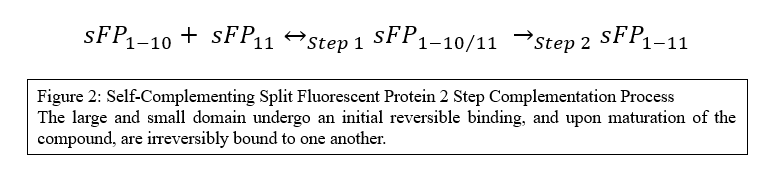 sFP1−10 + sFP11 ↔Step 1 sFP1−10/11 →Step 2 sFP1−11
Figure 2: Self-Complementing Split Fluorescent Protein 2 Step Complementation Process
The large and small domain undergo an initial reversible binding, and upon maturation of the
compound, are irreversibly bound to one another.